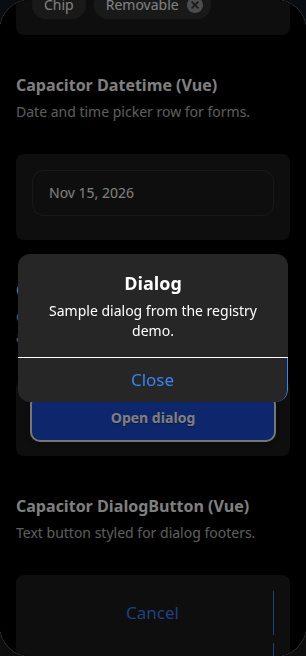 Chip
Removable
Capacitor Datetime (Vue)
Date and time picker row for forms.
Nov 15, 2026
Dialog
Sample dialog from the registry
demo.
Close
Open dialog
Capacitor DialogButton (Vue)
Text button styled for dialog footers.
Cancel